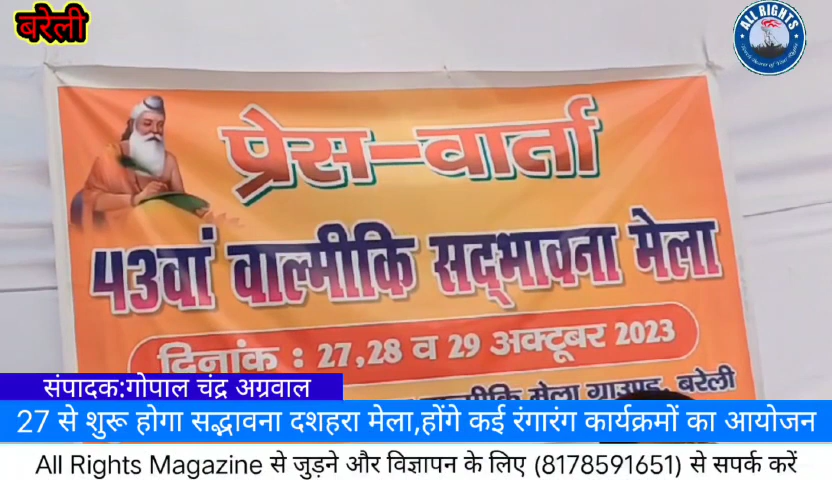 बरेली
ALL RIGHTS
प्रेस-वार्ता
43वां वाल्मीकि सद्भावना मेला
दिनांक : 27,28 व 29 अक्टूबर 2023
मेला ग्राउण्ड, बरेली
संपादक:गोपाल चंद्र अग्रवाल
27 से शुरू होगा सद्भावना दशहरा मेला,होंगे कई रंगारंग कार्यक्रमों का आयोजन
All Rights Magazine से जुड़ने और विज्ञापन के लिए (8178591651) से सपर्क करें